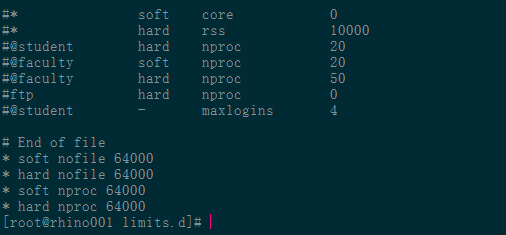 #* soft core 0
#* hard rss 10000
#@student hard nproc 20
#@faculty soft nproc 20
#@faculty hard nproc 50
#ftp hard nproc 0
#@student - maxlogins 4
# End of file
* soft nofile 64000
* hard nofile 64000
* soft nproc 64000
* hard nproc 64000
[root@rhino001 limits.d]#